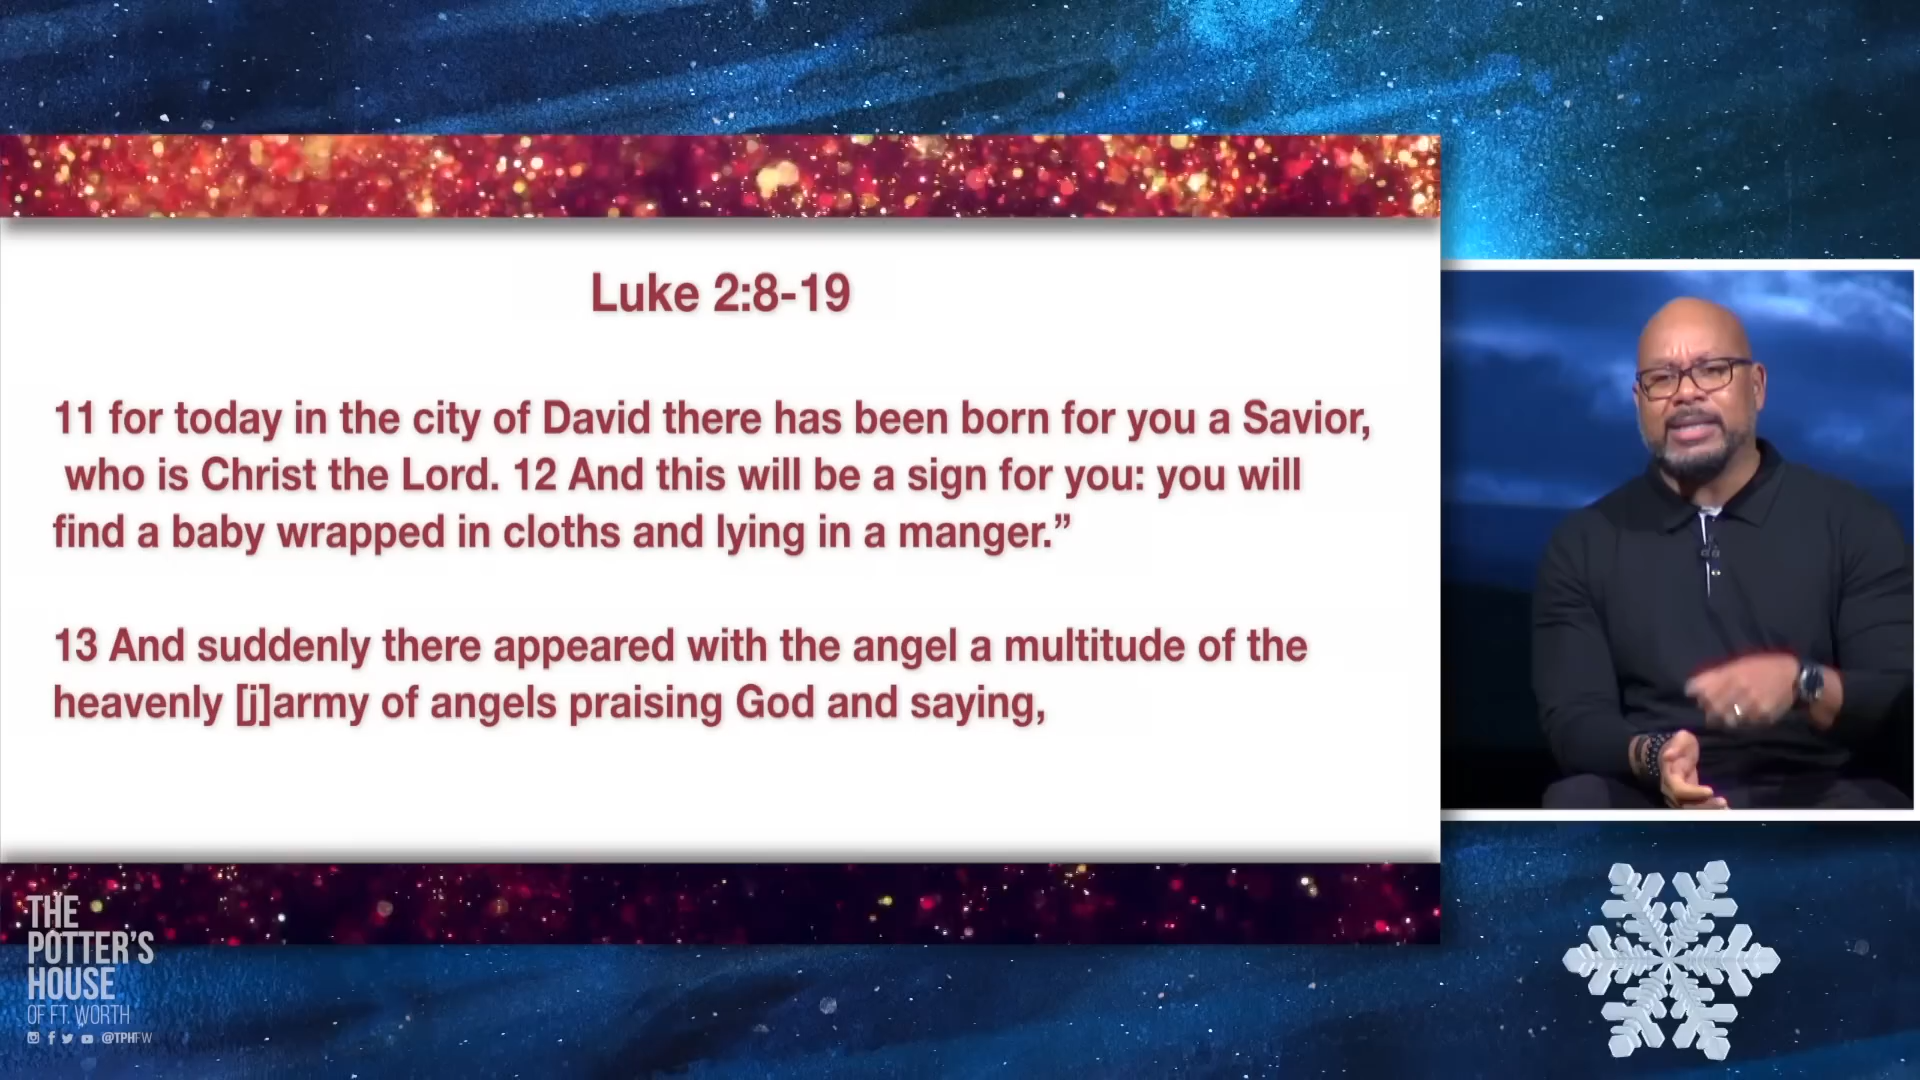 Luke 2:8-19
11 for today in the city of David there has been born for you a Savior,
who is Christ the Lord. 12 And this will be a sign for you: you will
find a baby wrapped in cloths and lying in a manger.”
13 And suddenly there appeared with the angel a multitude of the
heavenly [j]army of angels praising God and saying,
THE
POTTER'S
HOUSE
OF FT. WORTH
@TPHFW